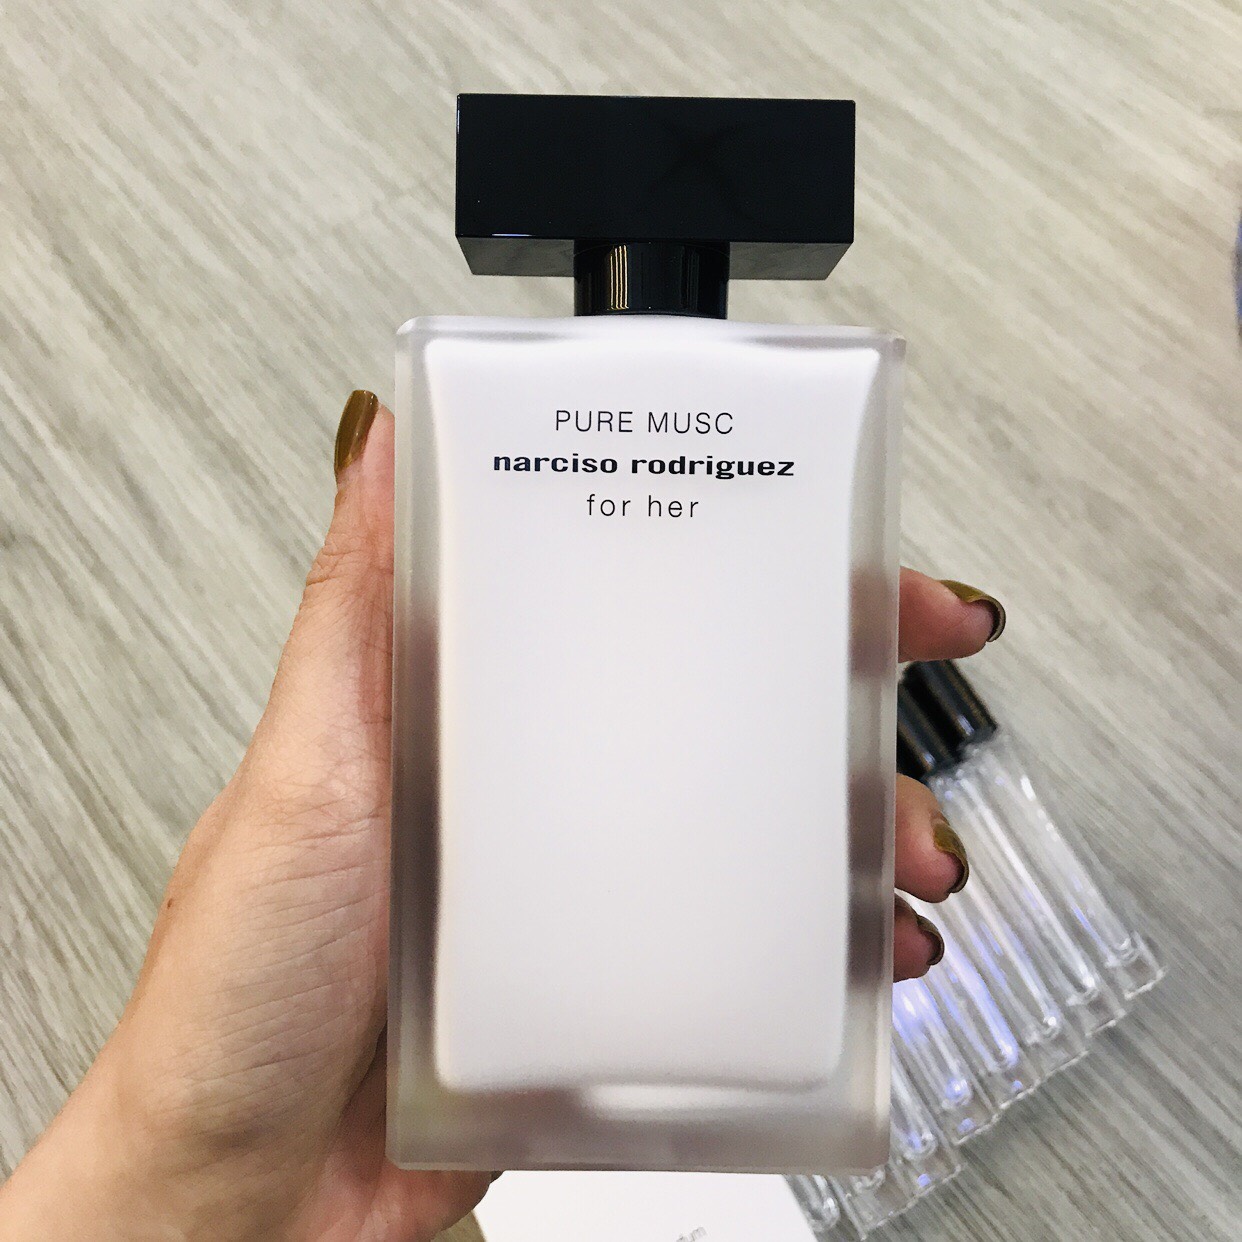 PURE MUSC
narciso rodriguez
for her